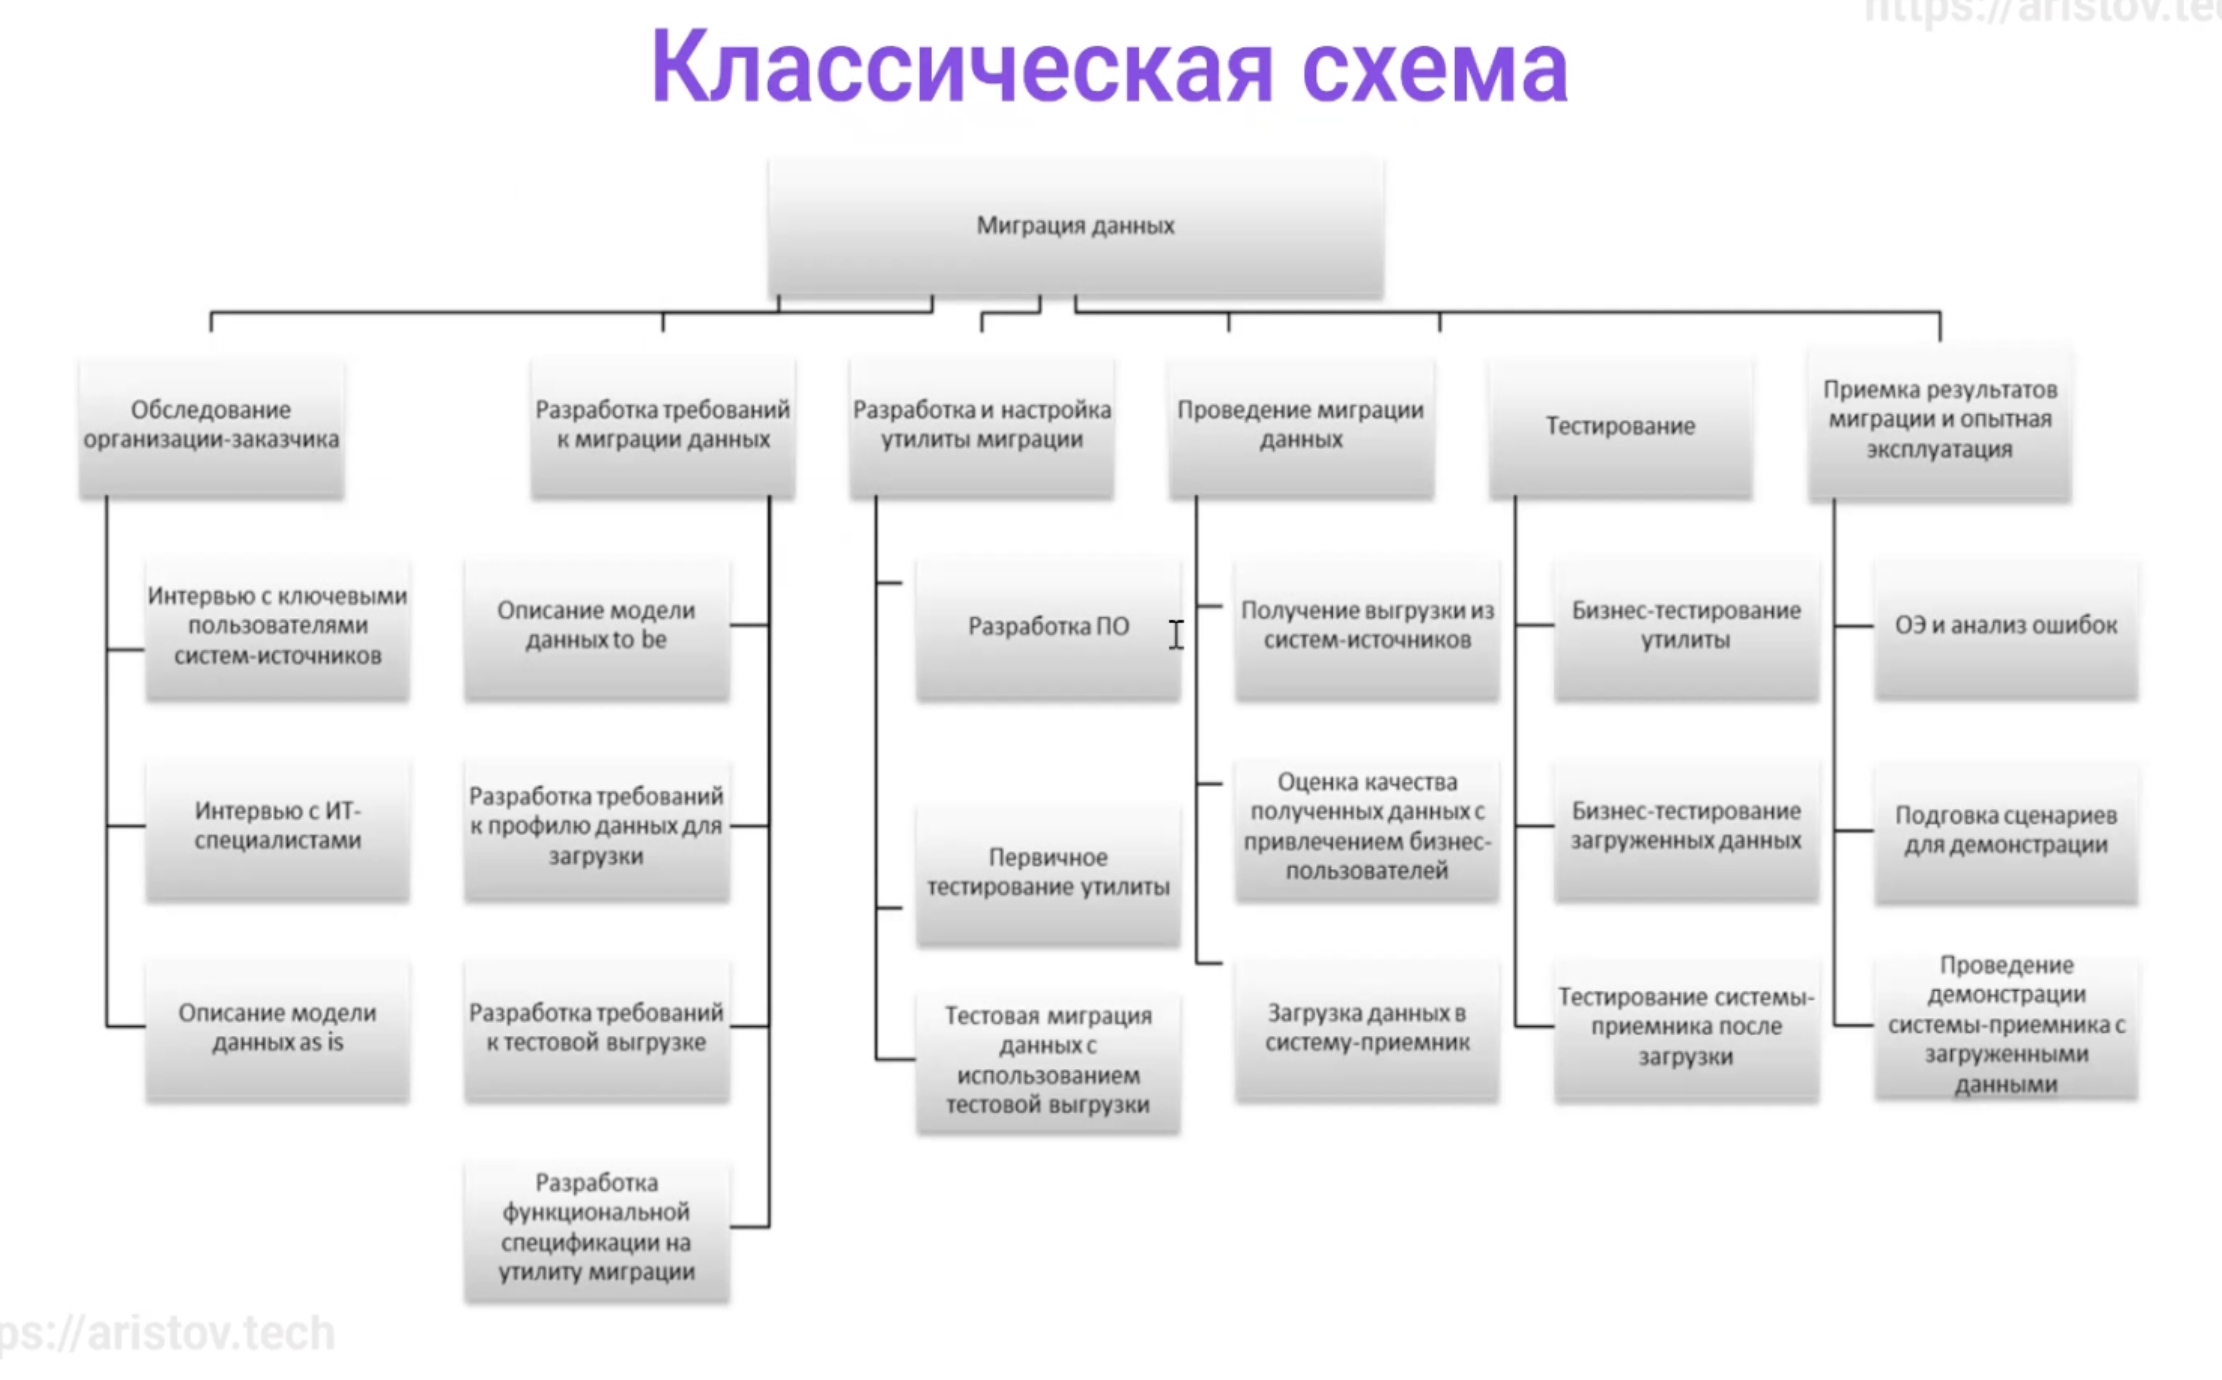 https://aristov.te
Классическая схема
Миграция данных
Обследование
организации-заказчика
Разработка требований
к миграции данных
Разработка и настройка
утилиты миграции
Проведение миграции
данных
Тестирование
Приемка результатов
миграции и опытная
эксплуатация
Интервью с ключевыми
пользователями
систем-источников
Интервью с ИТ-
специалистами
Описание модели
данных as is
Описание модели
данных to be
Разработка требований
к профилю данных для
загрузки
Разработка требований
к тестовой выгрузке
Разработка
функциональной
спецификации на
утилиту миграции
Разработка ПО
Первичное
тестирование утилиты
Тестовая миграция
данных с
использованием
тестовой выгрузки
Получение выгрузки из
систем-источников
Оценка качества
полученных данных с
привлечением бизнес-
пользователей
Загрузка данных в
систему-приемник
Бизнес-тестирование
утилиты
Бизнес-тестирование
загруженных данных
Тестирование системы-
приемника после
загрузки
ОЭ и анализ ошибок
Подговка сценариев
для демонстрации
Проведение
демонстрации
системы-приемника с
загруженными
данными
ps://aristov.tech